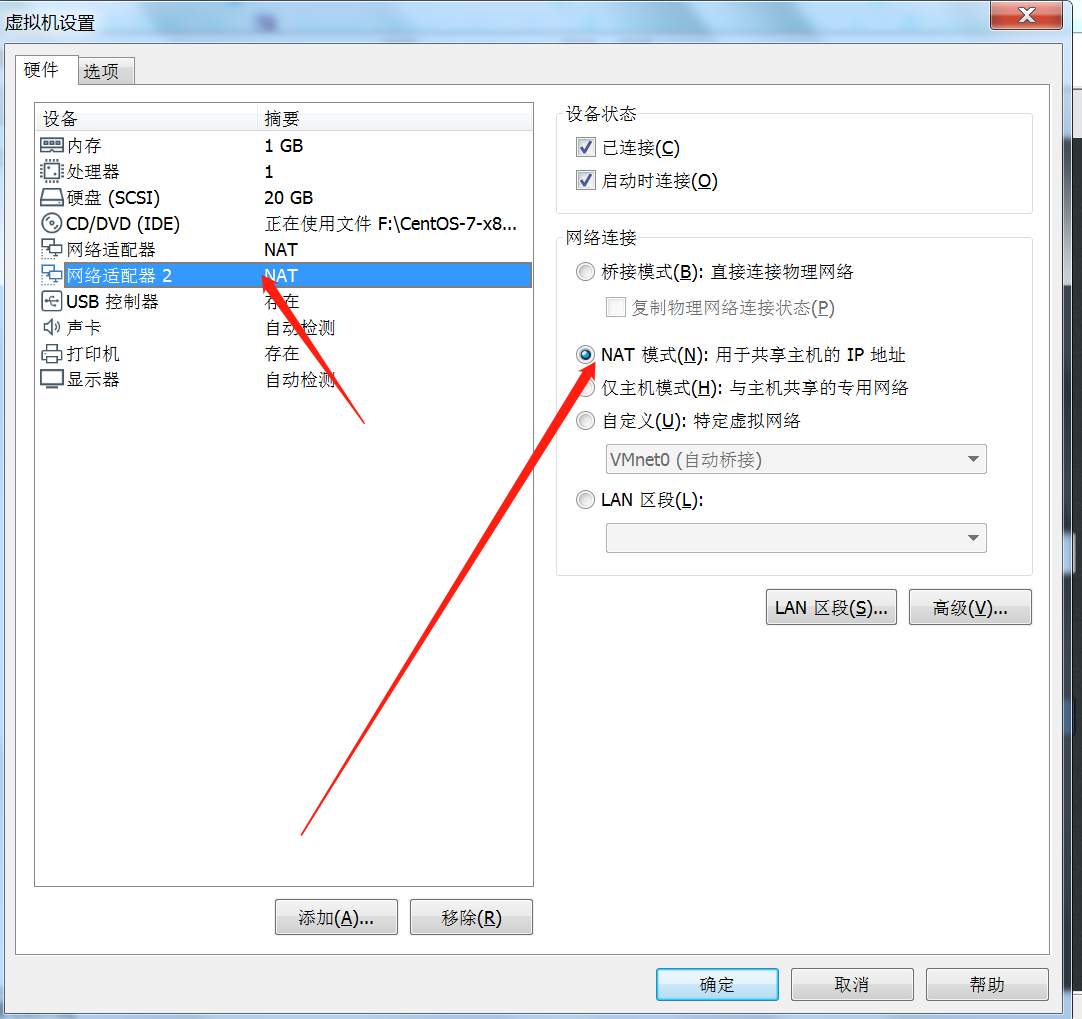 虚拟机设置
硬件 选项
设备 摘要
内存 1 GB
处理器 1
硬盘 (SCSI) 20 GB
CD/DVD (IDE) 正在使用文件 F:\CentOS-7-x8...
网络适配器 NAT
网络适配器 2 NAT
USB 控制器 存在
声卡 自动检测
打印机 存在
显示器 自动检测
添加(A)... 移除(R)
设备状态
已连接(C)
启动时连接(O)
网络连接
桥接模式(B): 直接连接物理网络
复制物理网络连接状态(P)
NAT 模式(N): 用于共享主机的 IP 地址
仅主机模式(H): 与主机共享的专用网络
自定义(U): 特定虚拟网络
VMnet0 (自动桥接)
LAN 区段(L):
LAN 区段(S)... 高级(V)...
确定 取消 帮助